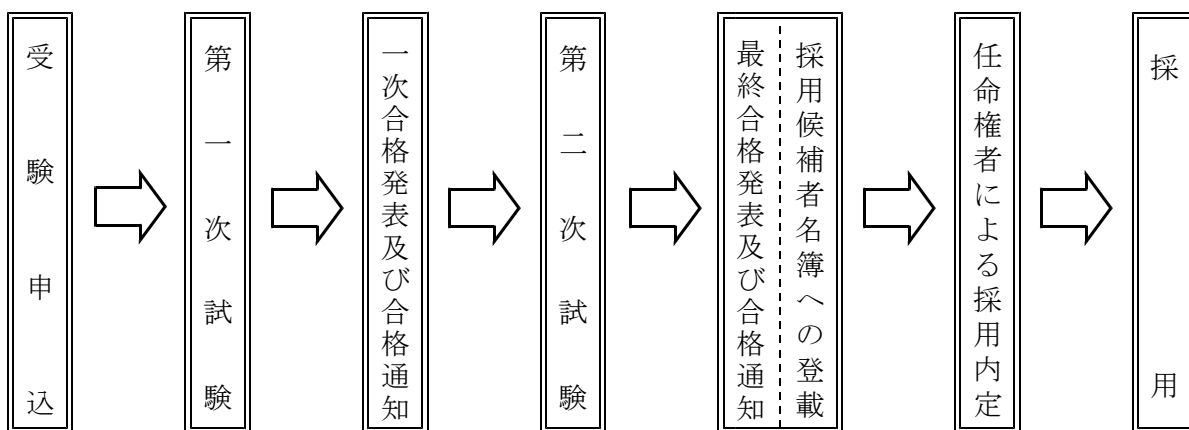 受験申込
第一次試験
一次合格発表及び合格通知
第二次試験
採用候補者名簿への登載
最終合格発表及び合格通知
任命権者による採用内定
採用